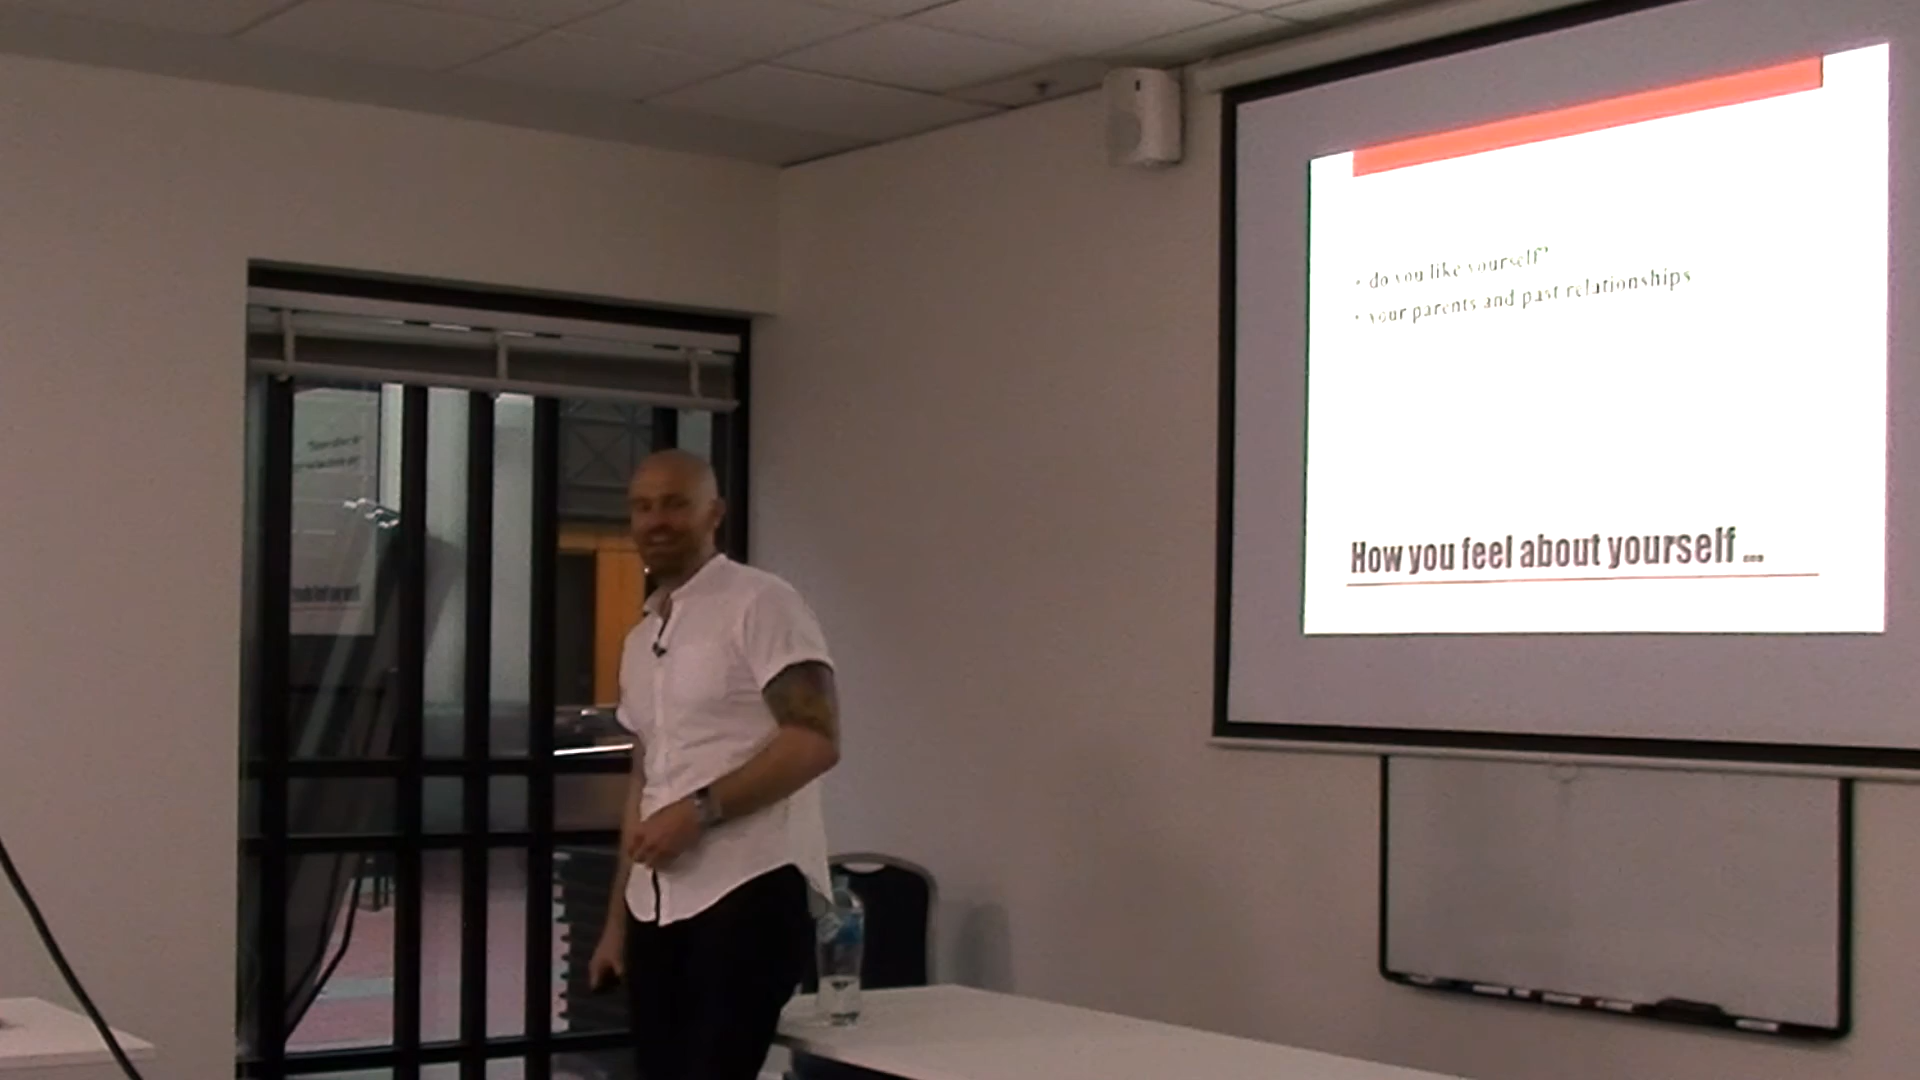 • do you like yourself?
• your parents and past relationships
How you feel about yourself ...